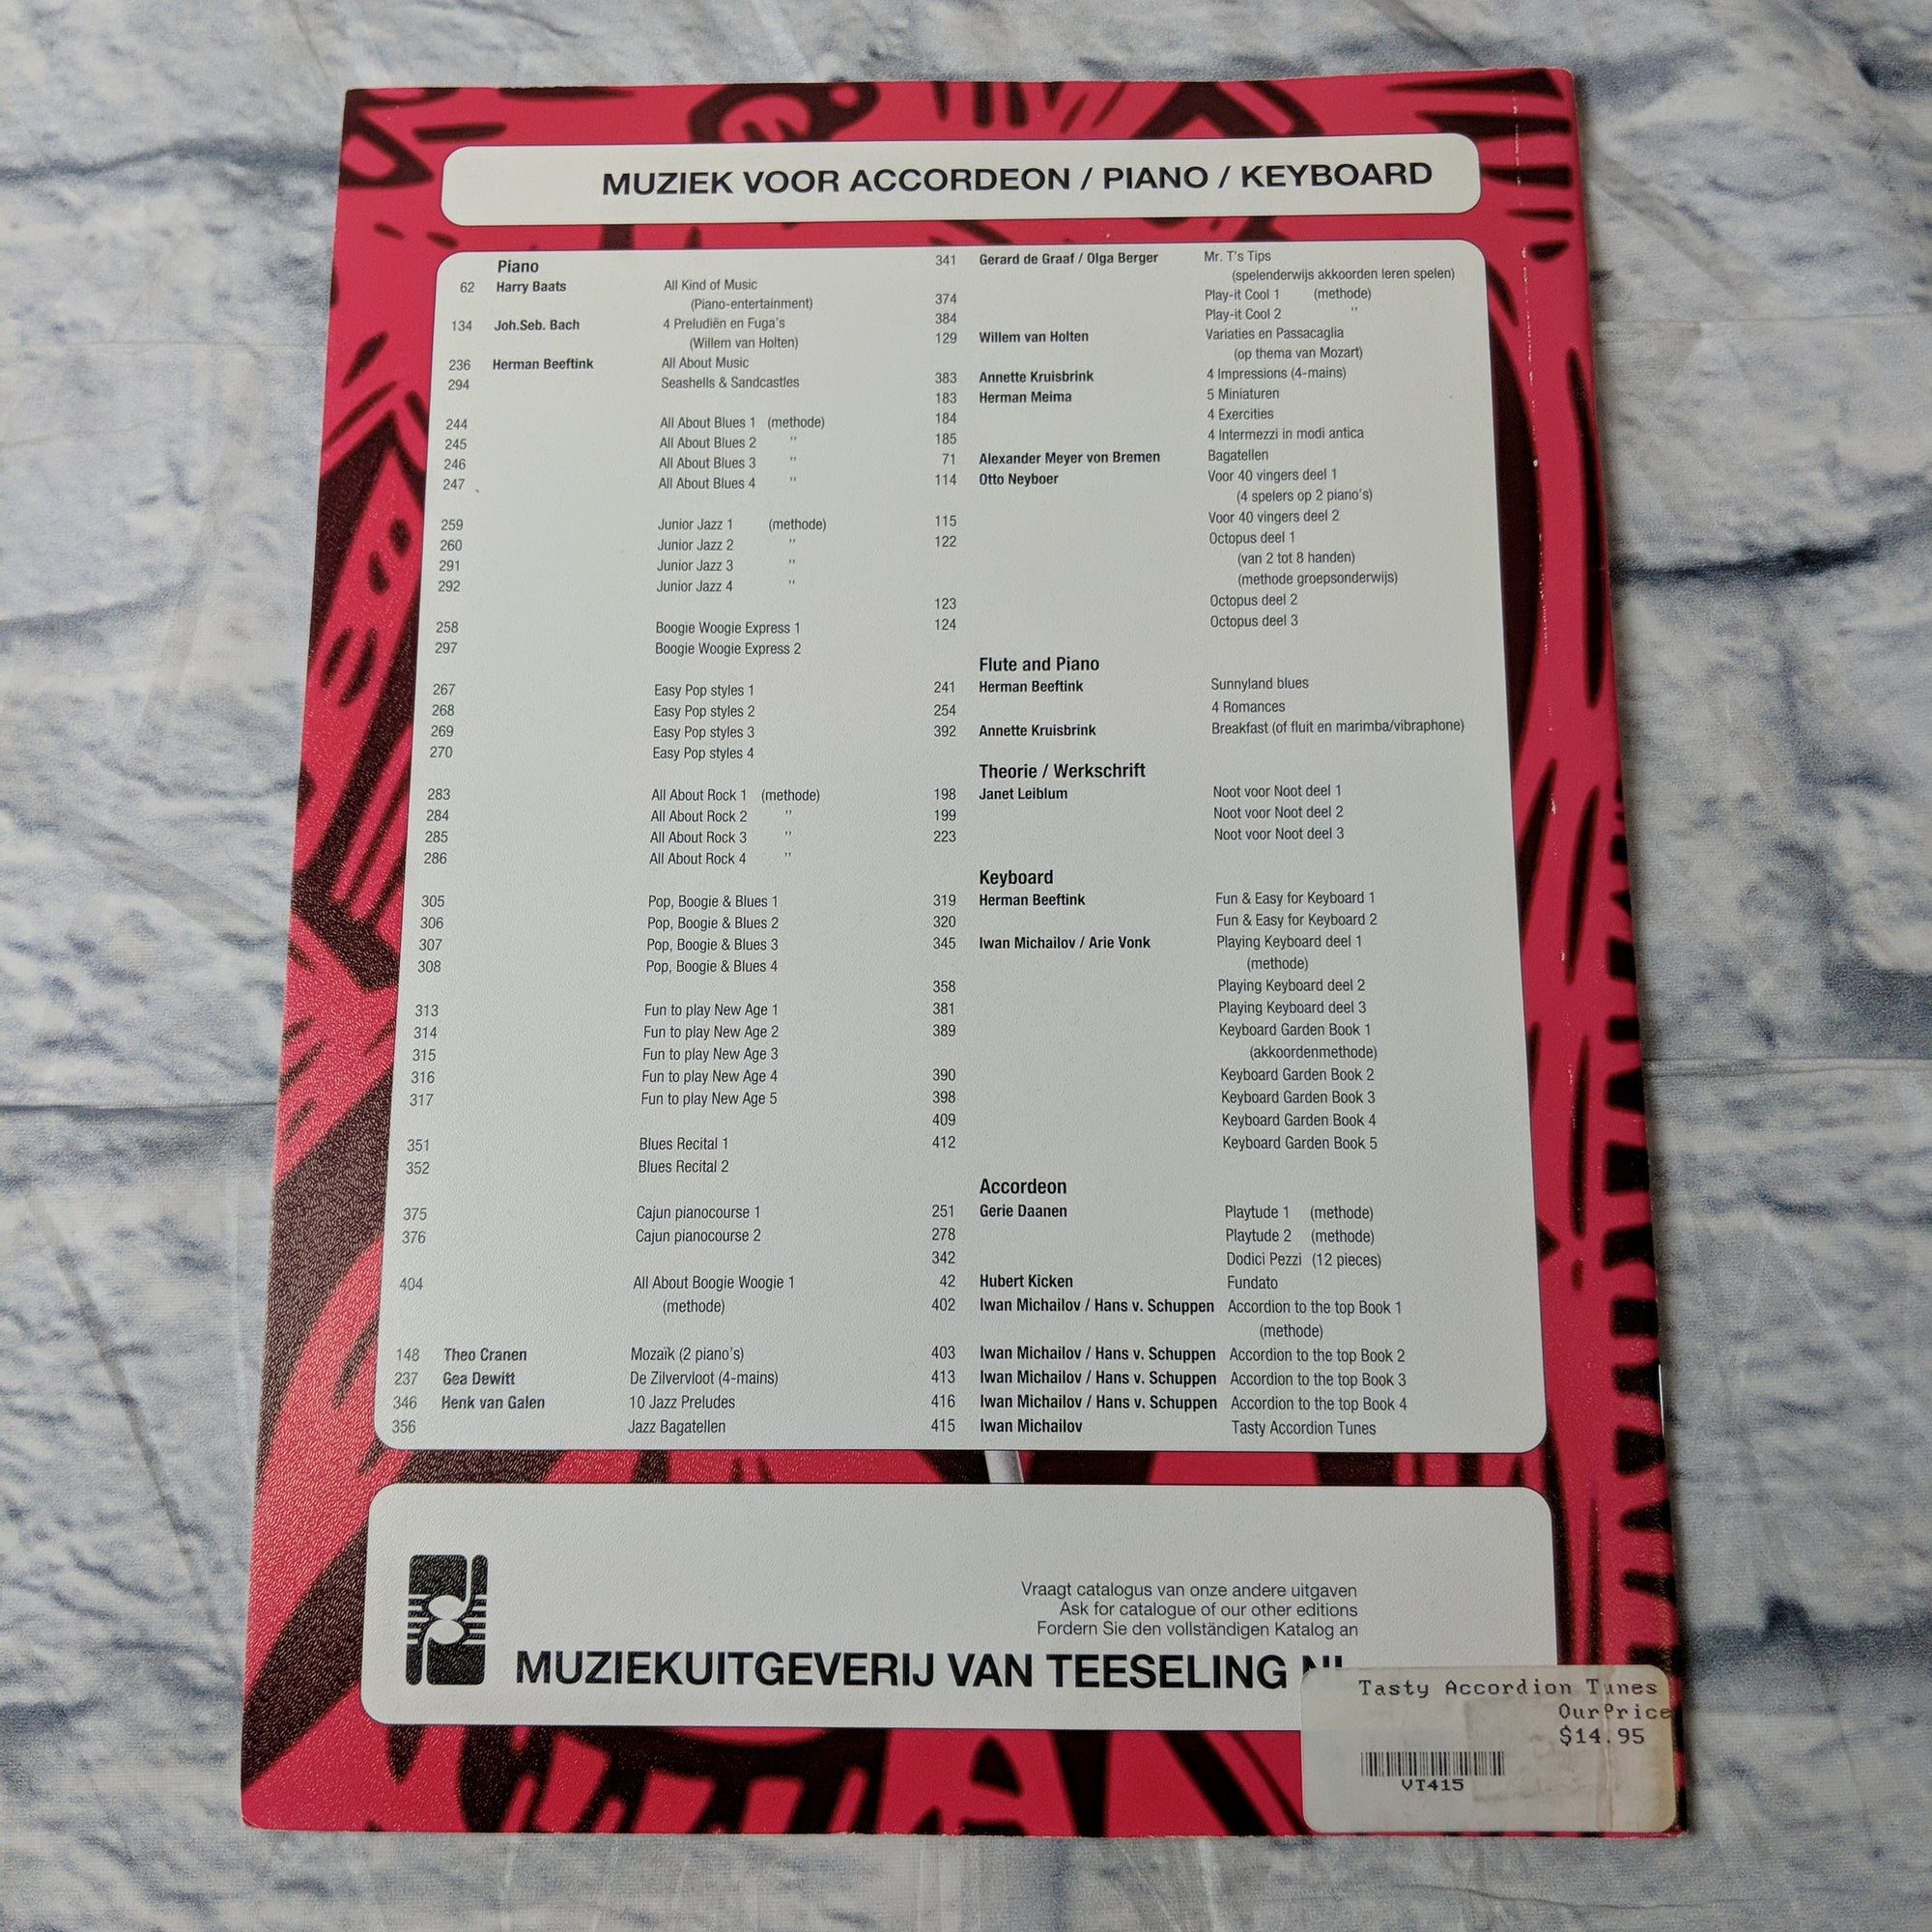 MUZIEK VOOR ACCORDEON / PIANO / KEYBOARD
Piano
62 Harry Baats All Kind of Music
(Piano-entertainment)
134 Joh.Seb. Bach 4 Preludiën en Fuga's
(Willem van Holten)
236 Herman Beeftink All About Music
294 Seashells & Sandcastles
244 All About Blues 1 (methode)
245 All About Blues 2 "
246 All About Blues 3 "
247 All About Blues 4 "
259 Junior Jazz 1 (methode)
260 Junior Jazz 2 "
291 Junior Jazz 3 "
292 Junior Jazz 4 "
258 Boogie Woogie Express 1
297 Boogie Woogie Express 2
267 Easy Pop styles 1
268 Easy Pop styles 2
269 Easy Pop styles 3
270 Easy Pop styles 4
283 All About Rock 1 (methode)
284 All About Rock 2 "
285 All About Rock 3 "
286 All About Rock 4 "
305 Pop, Boogie & Blues 1
306 Pop, Boogie & Blues 2
307 Pop, Boogie & Blues 3
308 Pop, Boogie & Blues 4
313 Fun to play New Age 1
314 Fun to play New Age 2
315 Fun to play New Age 3
316 Fun to play New Age 4
317 Fun to play New Age 5
351 Blues Recital 1
352 Blues Recital 2
375 Cajun pianocourse 1
376 Cajun pianocourse 2
404 All About Boogie Woogie 1
(methode)
148 Theo Cranen Mozaïk (2 piano's)
237 Gea Dewitt De Zilvervloot (4-mains)
346 Henk van Galen 10 Jazz Preludes
356 Jazz Bagatellen
341 Gerard de Graaf / Olga Berger Mr. T's Tips
(spelenderwijs akkoorden leren spelen)
374 Play-it Cool 1 (methode)
384 Play-it Cool 2 "
129 Willem van Holten Variaties en Passacaglia
(op thema van Mozart)
383 Annette Kruisbrink 4 Impressions (4-mains)
183 Herman Meima 5 Miniaturen
184 4 Exercities
185 4 Intermezzi in modi antica
71 Alexander Meyer von Bremen Bagatellen
114 Otto Neyboer Voor 40 vingers deel 1
(4 spelers op 2 piano's)
115 Voor 40 vingers deel 2
122 Octopus deel 1
(van 2 tot 8 handen)
(methode groepsonderwijs)
123 Octopus deel 2
124 Octopus deel 3
Flute and Piano
241 Herman Beeftink Sunnyland blues
254 4 Romances
392 Annette Kruisbrink Breakfast (of fluit en marimba/vibraphone)
Theorie / Werkschrift
198 Janet Leiblum Noot voor Noot deel 1
199 Noot voor Noot deel 2
223 Noot voor Noot deel 3
Keyboard
319 Herman Beeftink Fun & Easy for Keyboard 1
320 Fun & Easy for Keyboard 2
345 Iwan Michailov / Arie Vonk Playing Keyboard deel 1
(methode)
358 Playing Keyboard deel 2
381 Playing Keyboard deel 3
389 Keyboard Garden Book 1
(akkoordenmethode)
390 Keyboard Garden Book 2
398 Keyboard Garden Book 3
409 Keyboard Garden Book 4
412 Keyboard Garden Book 5
Accordeon
251 Gerie Daanen Playtude 1 (methode)
278 Playtude 2 (methode)
342 Dodici Pezzi (12 pieces)
42 Hubert Kicken Fundato
402 Iwan Michailov / Hans v. Schuppen Accordion to the top Book 1
(methode)
403 Iwan Michailov / Hans v. Schuppen Accordion to the top Book 2
413 Iwan Michailov / Hans v. Schuppen Accordion to the top Book 3
416 Iwan Michailov / Hans v. Schuppen Accordion to the top Book 4
415 Iwan Michailov Tasty Accordion Tunes
Vraagt catalogus van onze andere uitgaven
Ask for catalogue of our other editions
Fordern Sie den vollständigen Katalog an
MUZIEKUITGEVERIJ VAN TEESELING
Tasty Accordion Tunes
OurPrice
$14.95
VT415